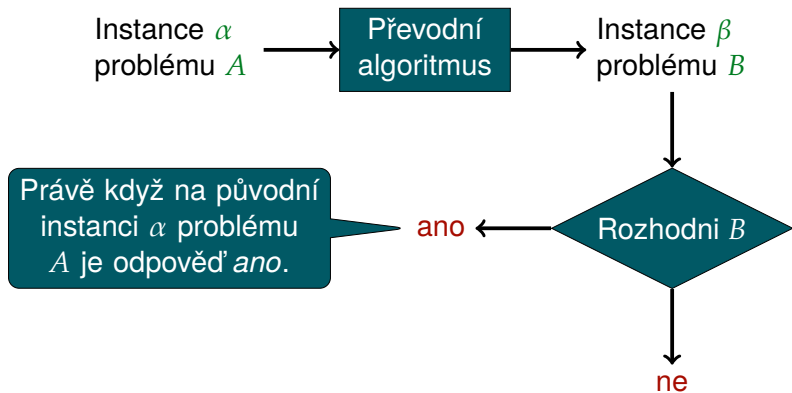 Instance α
problému A
Převodní
algoritmus
Instance β
problému B
Právě když na původní
instanci α problému
A je odpověď ano.
ano
Rozhodni B
ne